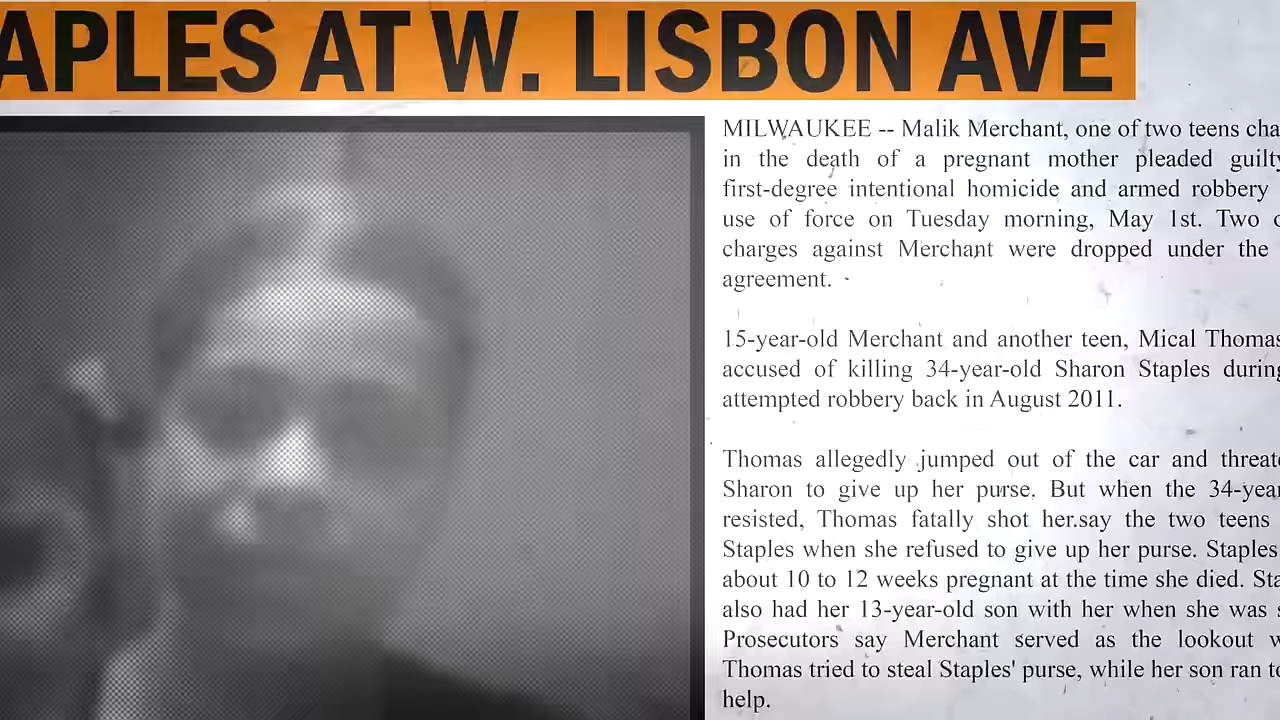 APLES AT W. LISBON AVE
MILWAUKEE -- Malik Merchant, one of two teens cha
in the death of a pregnant mother pleaded guilty
first-degree intentional homicide and armed robbery
use of force on Tuesday morning, May 1st. Two o
charges against Merchant were dropped under the
agreement.
15-year-old Merchant and another teen, Mical Thomas
accused of killing 34-year-old Sharon Staples during
attempted robbery back in August 2011.
Thomas allegedly jumped out of the car and threate
Sharon to give up her purse. But when the 34-year
resisted, Thomas fatally shot her.say the two teens
Staples when she refused to give up her purse. Staples
about 10 to 12 weeks pregnant at the time she died. Sta
also had her 13-year-old son with her when she was s
Prosecutors say Merchant served as the lookout w
Thomas tried to steal Staples' purse, while her son ran to
help.